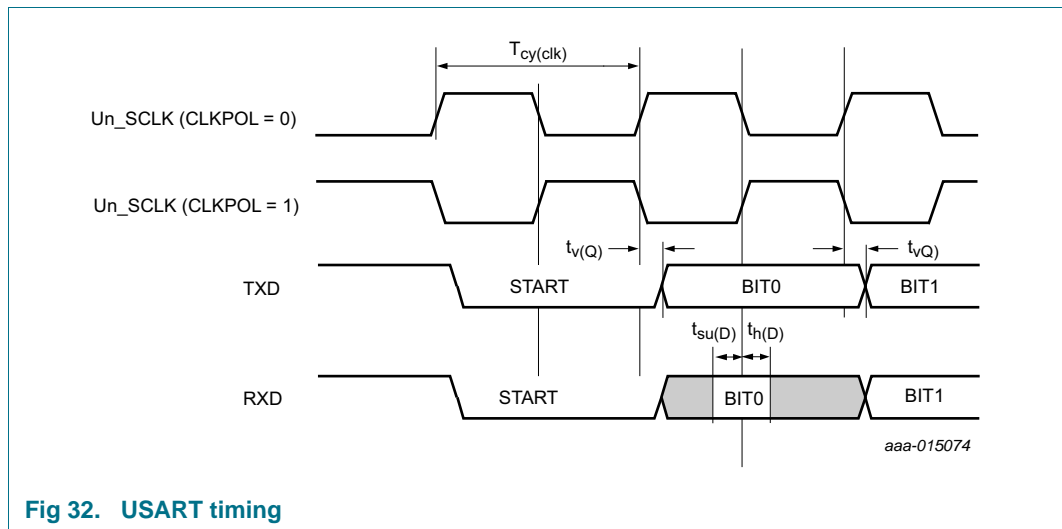 Tcy(clk)
Un_SCLK (CLKPOL = 0)
Un_SCLK (CLKPOL = 1)
tv(Q)
tvQ)
TXD
START
BIT0
BIT1
tsu(D)
th(D)
RXD
START
BIT0
BIT1
aaa-015074
Fig 32. USART timing